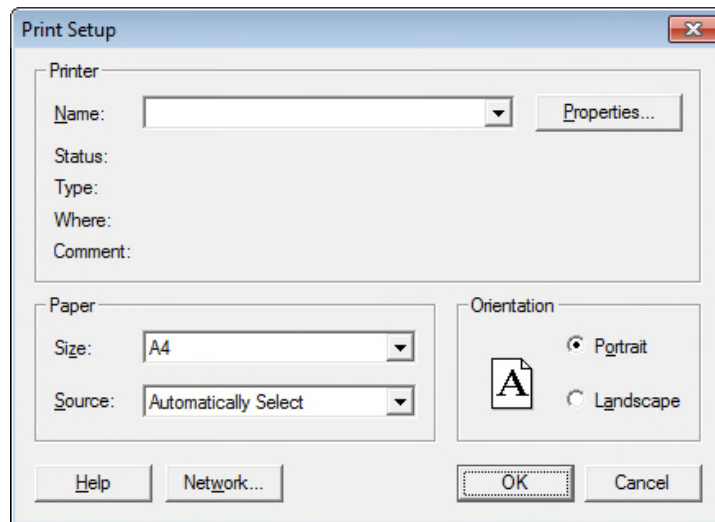 Print Setup
Printer
Name:
Properties...
Status:
Type:
Where:
Comment:
Paper
Size: A4
Source: Automatically Select
Orientation
A
Portrait
Landscape
Help
Network...
OK
Cancel